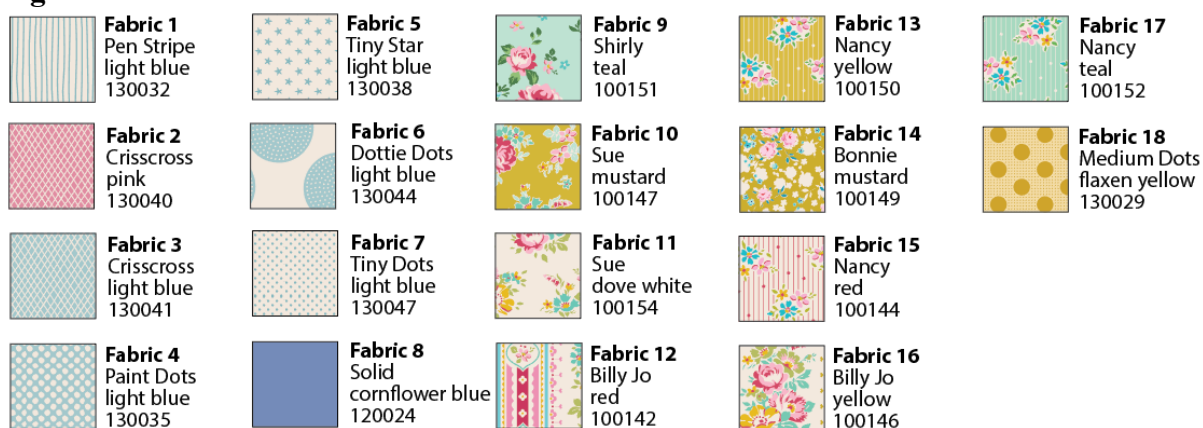 Fabric 1
Pen Stripe
light blue
130032
Fabric 2
Crisscross
pink
130040
Fabric 3
Crisscross
light blue
130041
Fabric 4
Paint Dots
light blue
130035
Fabric 5
Tiny Star
light blue
130038
Fabric 6
Dottie Dots
light blue
130044
Fabric 7
Tiny Dots
light blue
130047
Fabric 8
Solid
cornflower blue
120024
Fabric 9
Shirly
teal
100151
Fabric 10
Sue
mustard
100147
Fabric 11
Sue
dove white
100154
Fabric 12
Billy Jo
red
100142
Fabric 13
Nancy
yellow
100150
Fabric 14
Bonnie
mustard
100149
Fabric 15
Nancy
red
100144
Fabric 16
Billy Jo
yellow
100146
Fabric 17
Nancy
teal
100152
Fabric 18
Medium Dots
flaxen yellow
130029